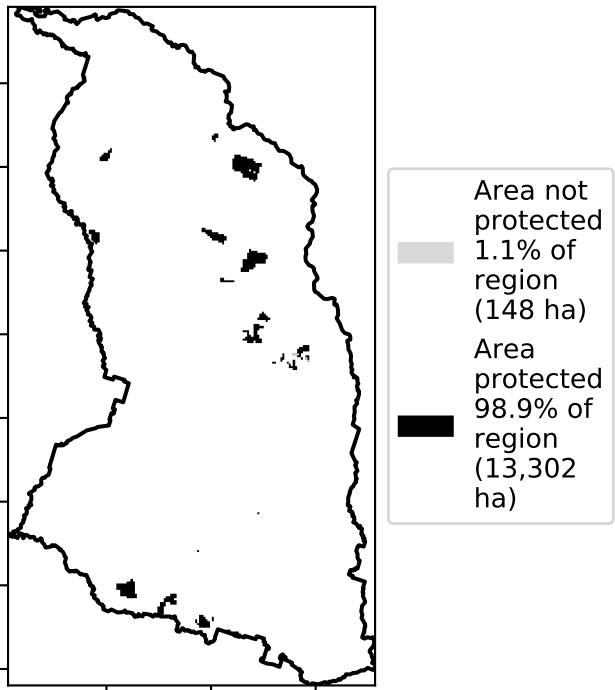 Area not
protected
1.1% of
region
(148 ha)
Area
protected
98.9% of
region
(13,302
ha)